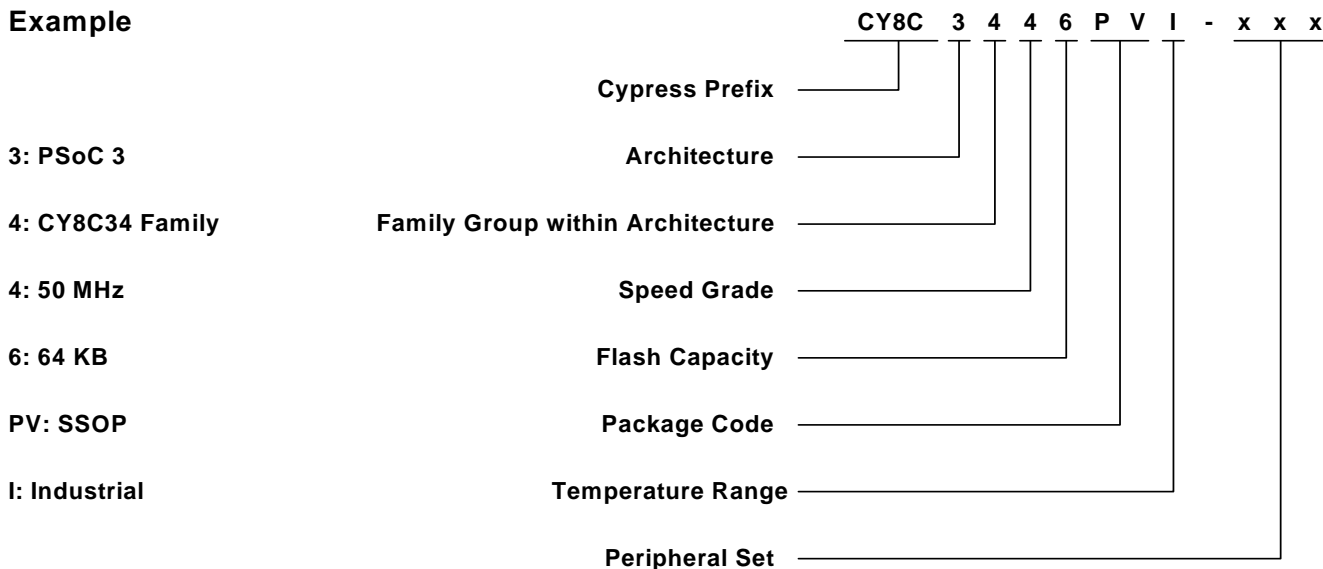 Example CY8C 3 4 4 6 P V I - x x x
Cypress Prefix
3: PSoC 3 Architecture
4: CY8C34 Family Family Group within Architecture
4: 50 MHz Speed Grade
6: 64 KB Flash Capacity
PV: SSOP Package Code
I: Industrial Temperature Range
Peripheral Set